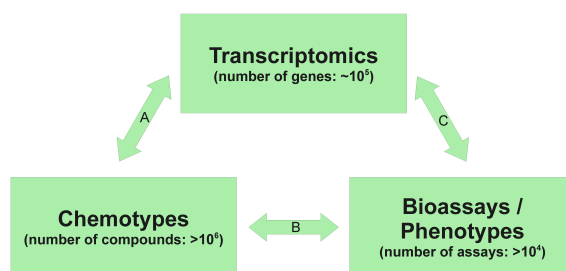 Transcriptomics
(number of genes: ~10⁵)
A
C
Chemotypes
(number of compounds: >10⁶)
B
Bioassays /
Phenotypes
(number of assays: >10⁴)